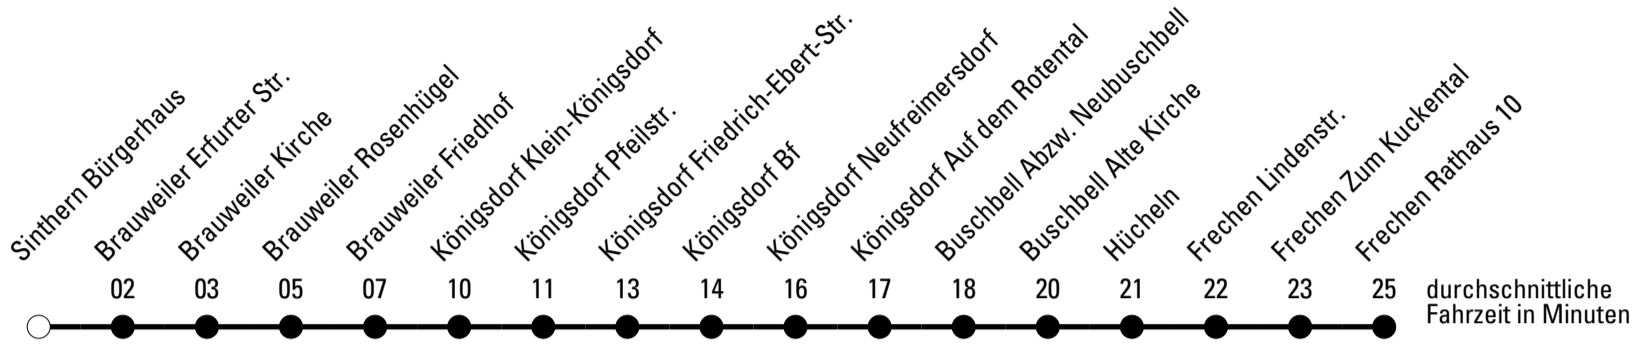 Sinthern Bürgerhaus
Brauweiler Erfurter Str.
Brauweiler Kirche
Brauweiler Rosenhügel
Brauweiler Friedhof
Königsdorf Klein-Königsdorf
Königsdorf Pfeilstr.
Königsdorf Friedrich-Ebert-Str.
Königsdorf Bf
Königsdorf Neufreimersdorf
Königsdorf Auf dem Rotental
Buschbell Abzw. Neubuschbell
Buschbell Alte Kirche
Hücheln
Frechen Lindenstr.
Frechen Zum Kuckental
Frechen Rathaus 10
02 03 05 07 10 11 13 14 16 17 18 20 21 22 23 25
durchschnittliche
Fahrzeit in Minuten